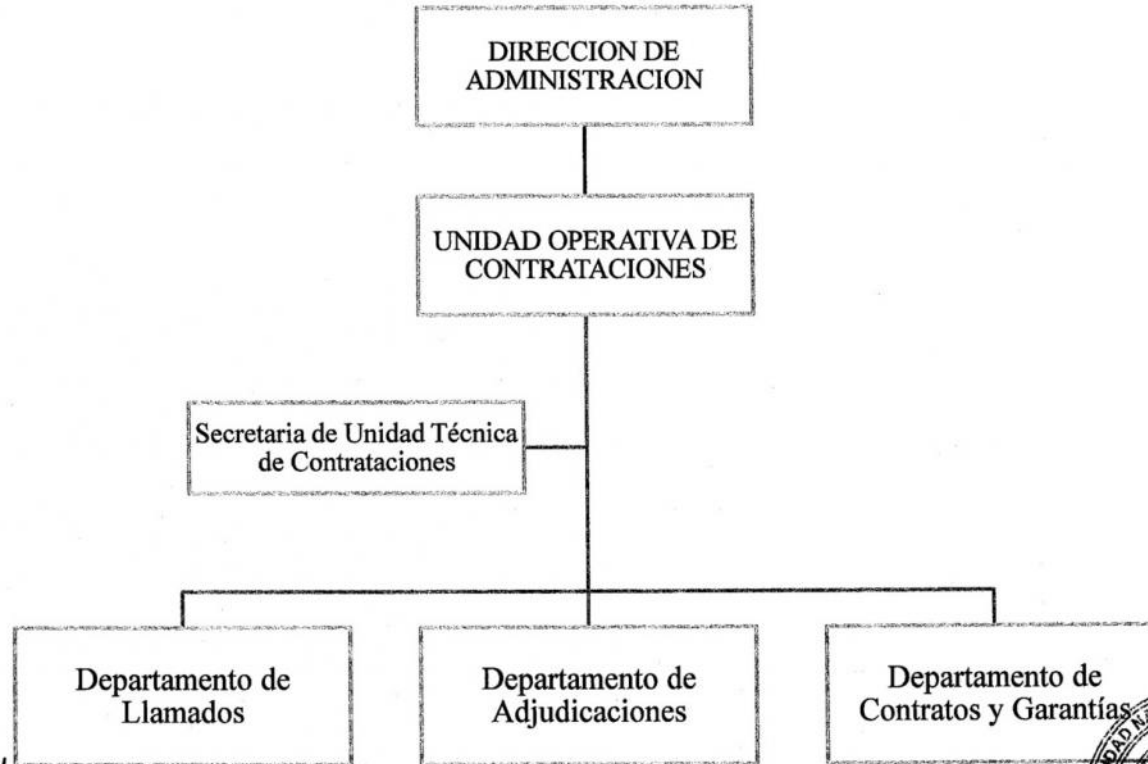 DIRECCION DE
ADMINISTRACION
UNIDAD OPERATIVA DE
CONTRATACIONES
Secretaria de Unidad Técnica
de Contrataciones
Departamento de
Llamados
Departamento de
Adjudicaciones
Departamento de
Contratos y Garantías